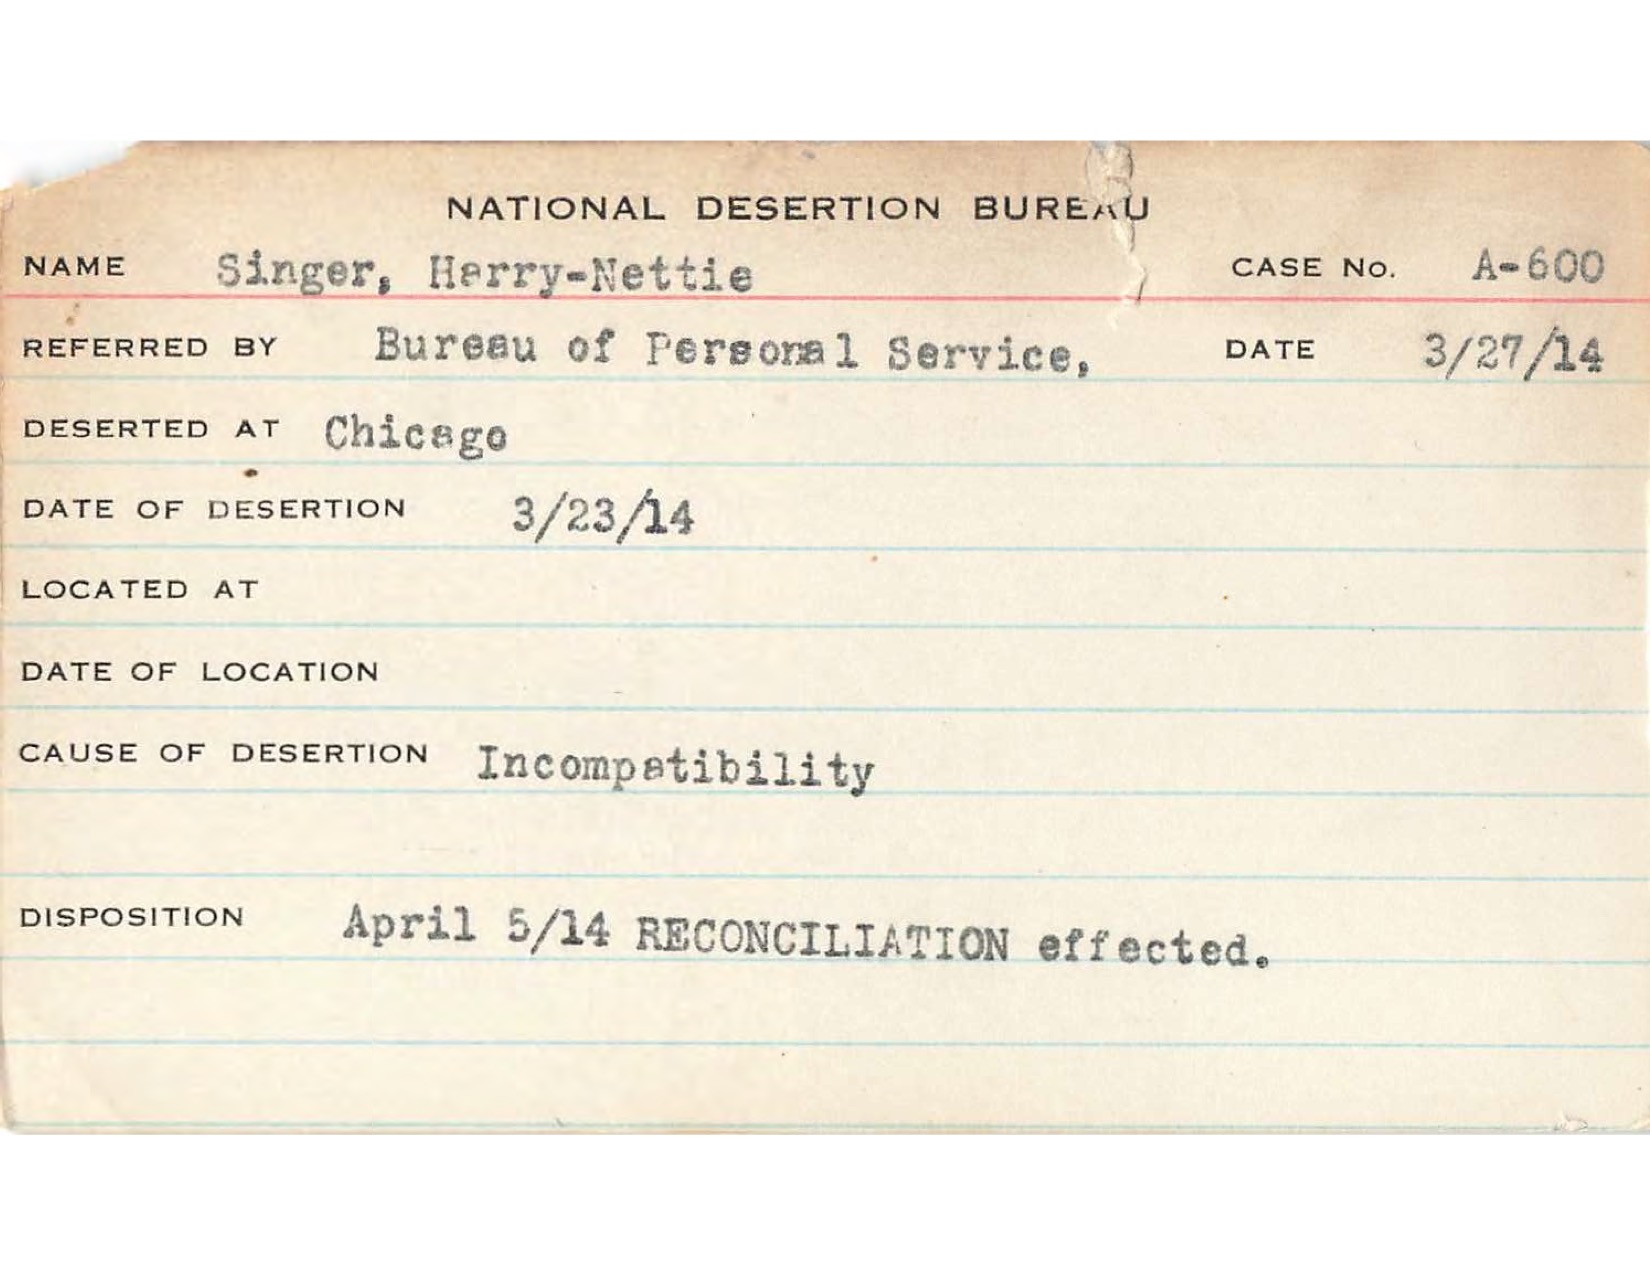 NATIONAL DESERTION BUREAU
NAME Singer, Harry-Nettie CASE No. A-600
REFERRED BY Bureau of Personal Service, DATE 3/27/14
DESERTED AT Chicago
DATE OF DESERTION 3/23/14
LOCATED AT
DATE OF LOCATION
CAUSE OF DESERTION Incompatibility
DISPOSITION April 5/14 RECONCILIATION effected.